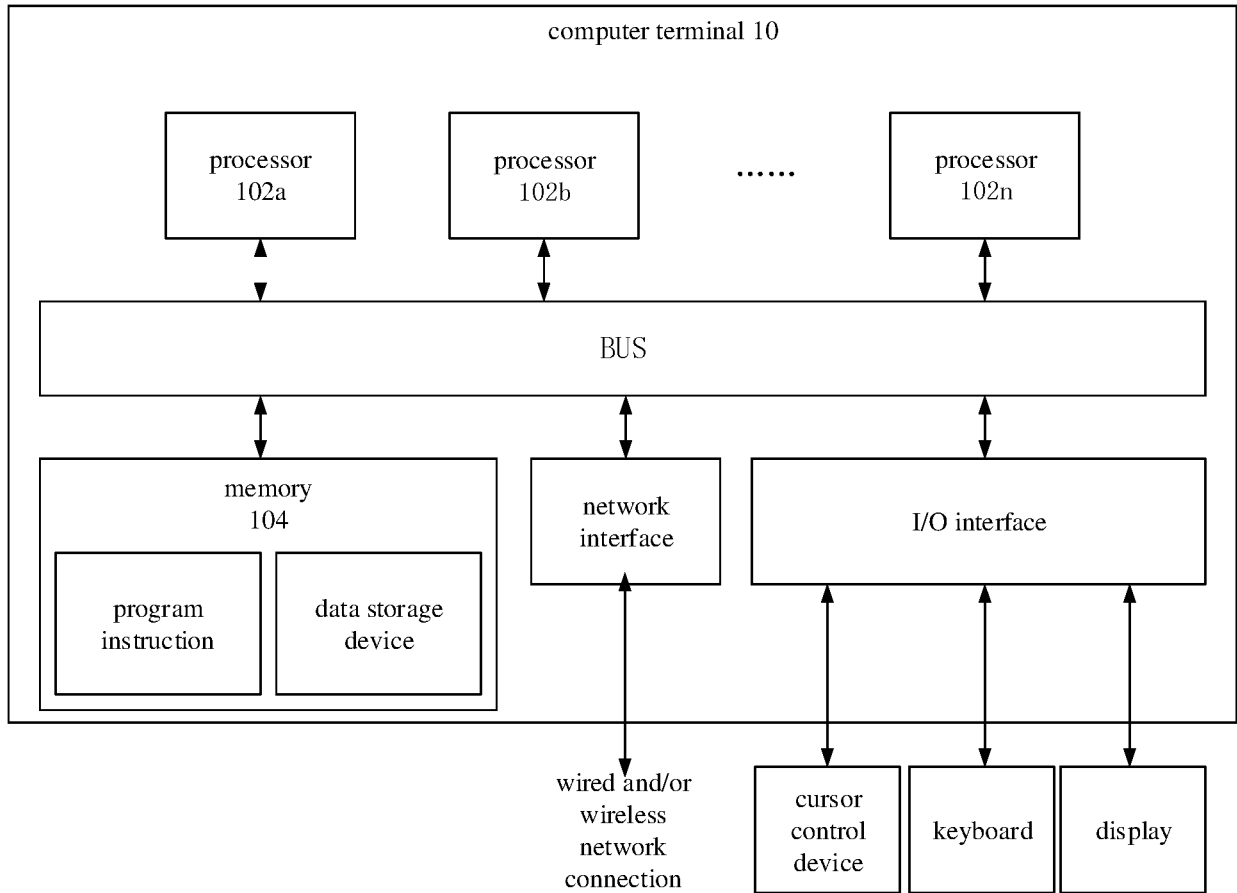 computer terminal 10
processor
102a
processor
102b
......
processor
102n
BUS
memory
104
program
instruction
data storage
device
network
interface
I/O interface
wired and/or
wireless
network
connection
cursor
control
device
keyboard
display